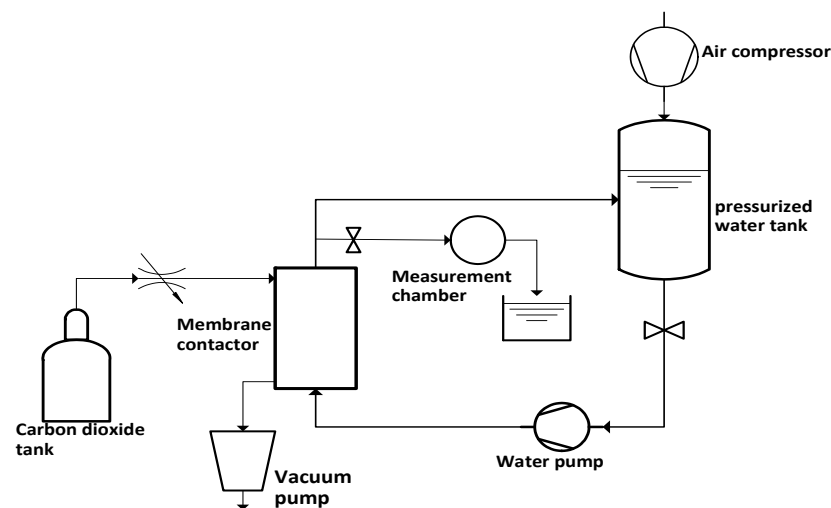 Air compressor
pressurized
water tank
Measurement
chamber
Membrane
contactor
Carbon dioxide
tank
Water pump
Vacuum
pump